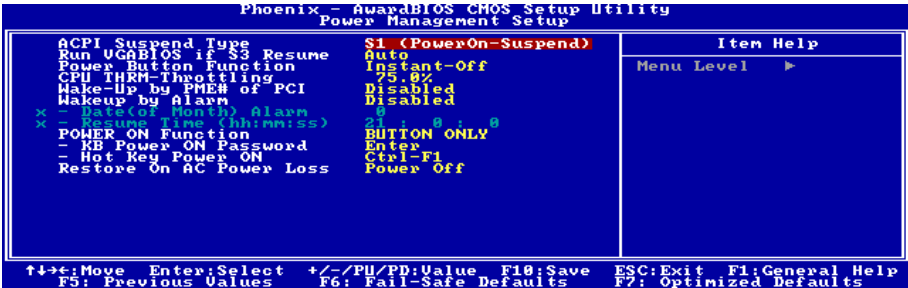 Phoenix - AwardBIOS CMOS Setup Utility
Power Management Setup
ACPI Suspend Type S1 (PowerOn-Suspend)
Run VGABIOS if S3 Resume Auto
Power Button Function Instant-Off
CPU THRM-Throttling 75.0%
Wake-Up by PME# of PCI Disabled
Wakeup by Alarm Disabled
x - Date(of Month) Alarm 0
x - Resume Time (hh:mm:ss) 21 : 0 : 0
POWER ON Function BUTTON ONLY
- KB Power ON Password Enter
- Hot Key Power ON Ctrl-F1
Restore On AC Power Loss Power Off
Item Help
Menu Level ►
↑↓→←:Move Enter:Select +/-/PU/PD:Value F10:Save ESC:Exit F1:General Help
F5: Previous Values F6: Fail-Safe Defaults F7: Optimized Defaults